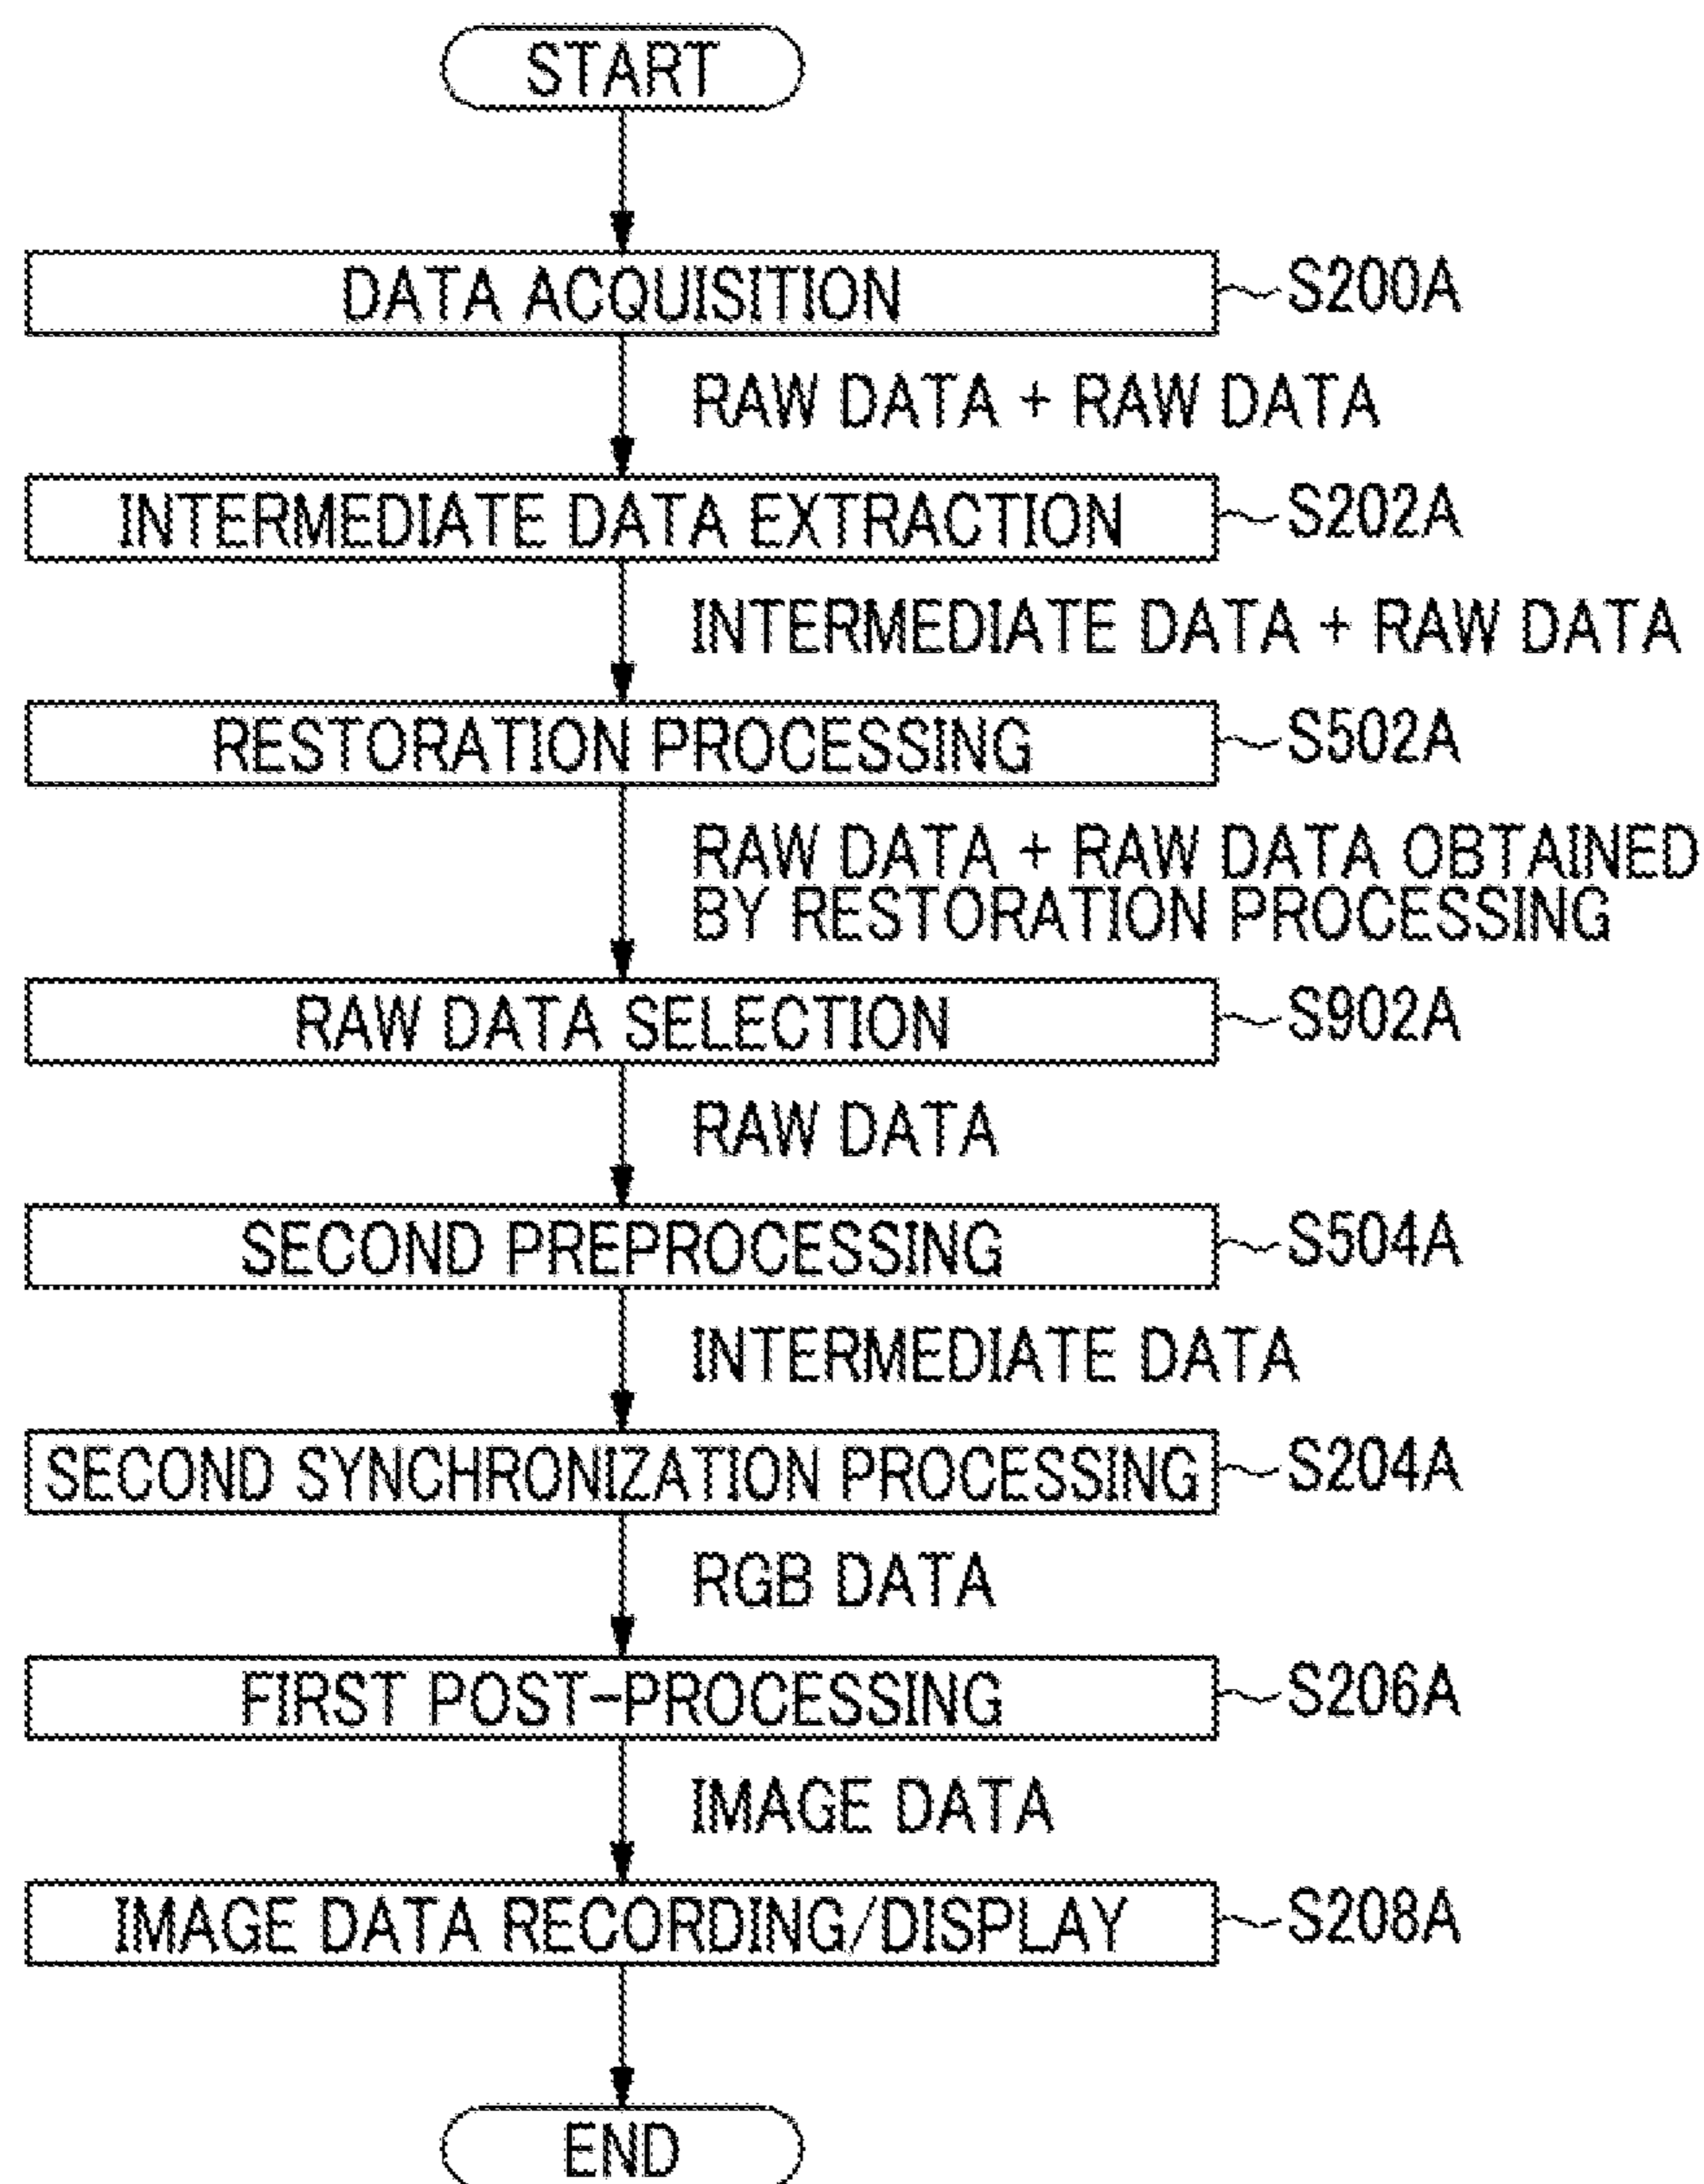 START
DATA ACQUISITION
S200A
RAW DATA + RAW DATA
INTERMEDIATE DATA EXTRACTION
S202A
INTERMEDIATE DATA + RAW DATA
RESTORATION PROCESSING
S502A
RAW DATA + RAW DATA OBTAINED
BY RESTORATION PROCESSING
RAW DATA SELECTION
S902A
RAW DATA
SECOND PREPROCESSING
S504A
INTERMEDIATE DATA
SECOND SYNCHRONIZATION PROCESSING
S204A
RGB DATA
FIRST POST-PROCESSING
S206A
IMAGE DATA
IMAGE DATA RECORDING/DISPLAY
S208A
END